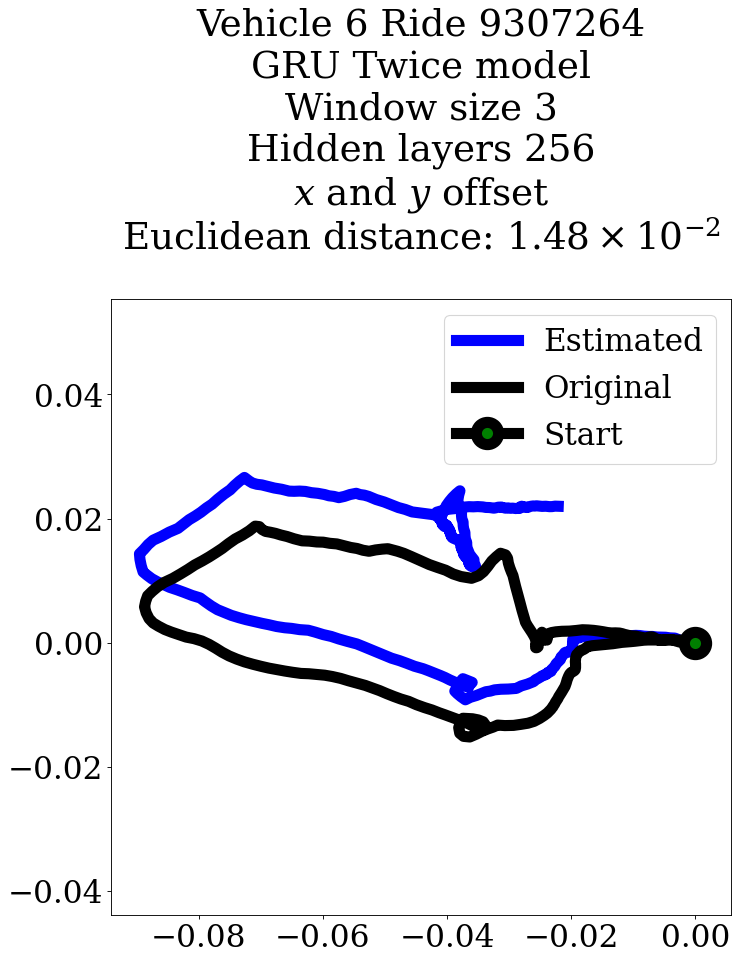 Vehicle 6 Ride 9307264
GRU Twice model
Window size 3
Hidden layers 256
x and y offset
Euclidean distance: 1.48 × 10⁻²
Estimated
Original
Start
0.04
0.02
0.00
−0.02
−0.04
−0.08 −0.06 −0.04 −0.02 0.00